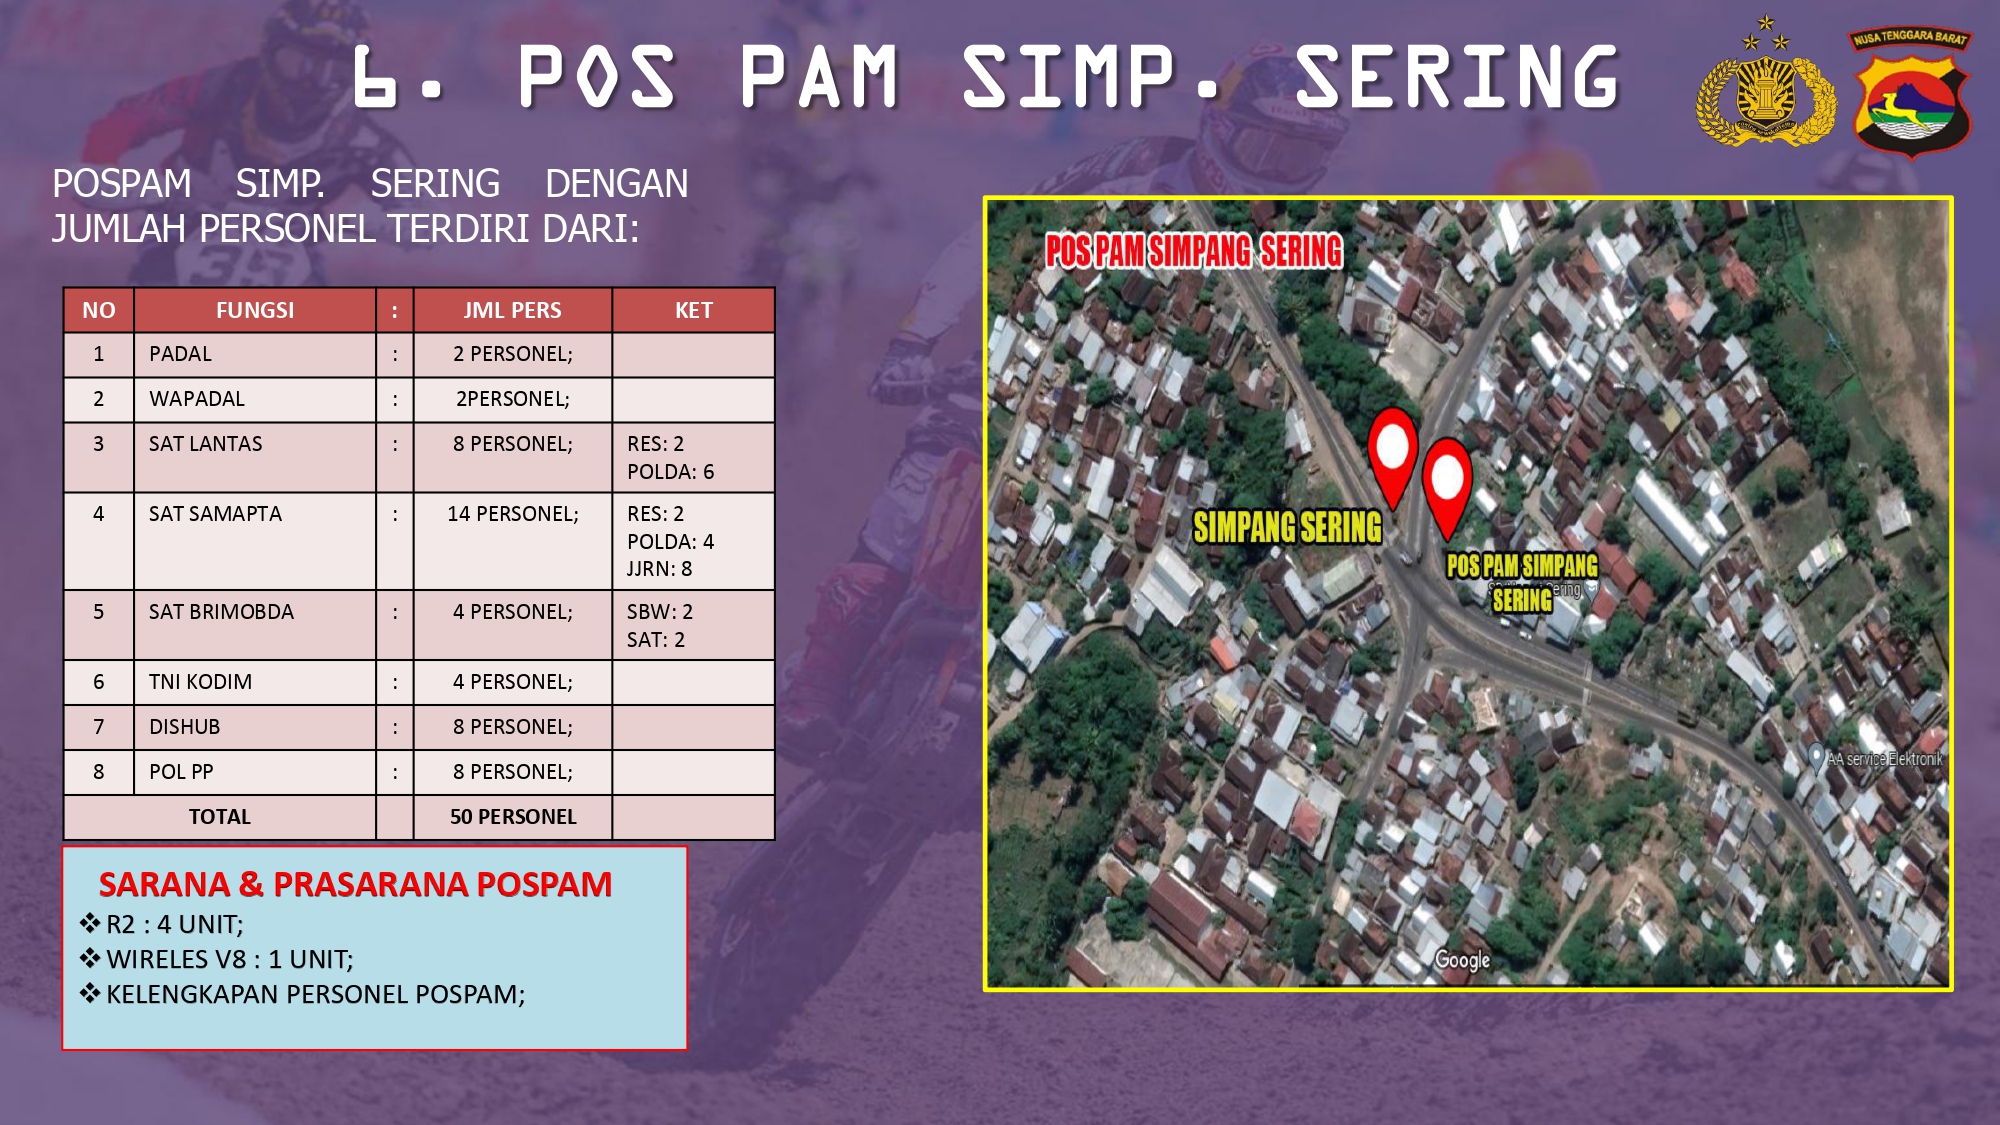 6. POS PAM SIMP. SERING
NUSA TENGGARA BARAT
POSPAM SIMP. SERING DENGAN
JUMLAH PERSONEL TERDIRI DARI:
NO FUNGSI : JML PERS KET
1 PADAL : 2 PERSONEL;
2 WAPADAL : 2PERSONEL;
3 SAT LANTAS : 8 PERSONEL; RES: 2
POLDA: 6
4 SAT SAMAPTA : 14 PERSONEL; RES: 2
POLDA: 4
JJRN: 8
5 SAT BRIMOBDA : 4 PERSONEL; SBW: 2
SAT: 2
6 TNI KODIM : 4 PERSONEL;
7 DISHUB : 8 PERSONEL;
8 POL PP : 8 PERSONEL;
TOTAL 50 PERSONEL
SARANA & PRASARANA POSPAM
❖ R2 : 4 UNIT;
❖ WIRELES V8 : 1 UNIT;
❖ KELENGKAPAN PERSONEL POSPAM;
POS PAM SIMPANG SERING
SIMPANG SERING
POS PAM SIMPANG
SERING
AA service Elektronik
Google